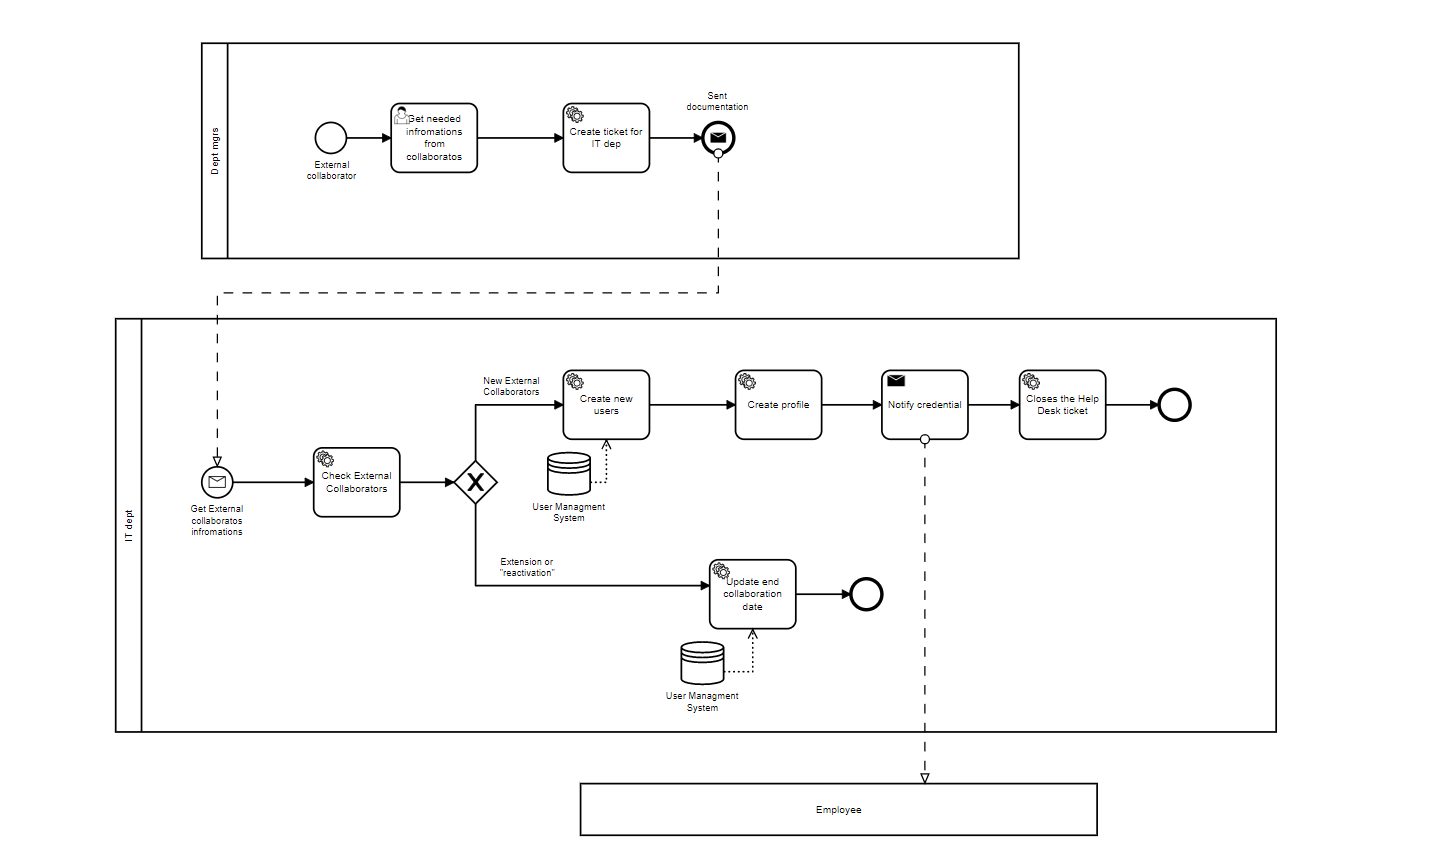 Dept mgrs
External
collaborator
Get needed
infromations
from
collaboratos
Create ticket for
IT dep
Sent
documentation
IT dept
Get External
collaboratos
infromations
Check External
Collaborators
New External
Collaborators
Create new
users
User Managment
System
Create profile
Notify credential
Closes the Help
Desk ticket
Extension or
"reactivation"
Update end
collaboration
date
User Managment
System
Employee